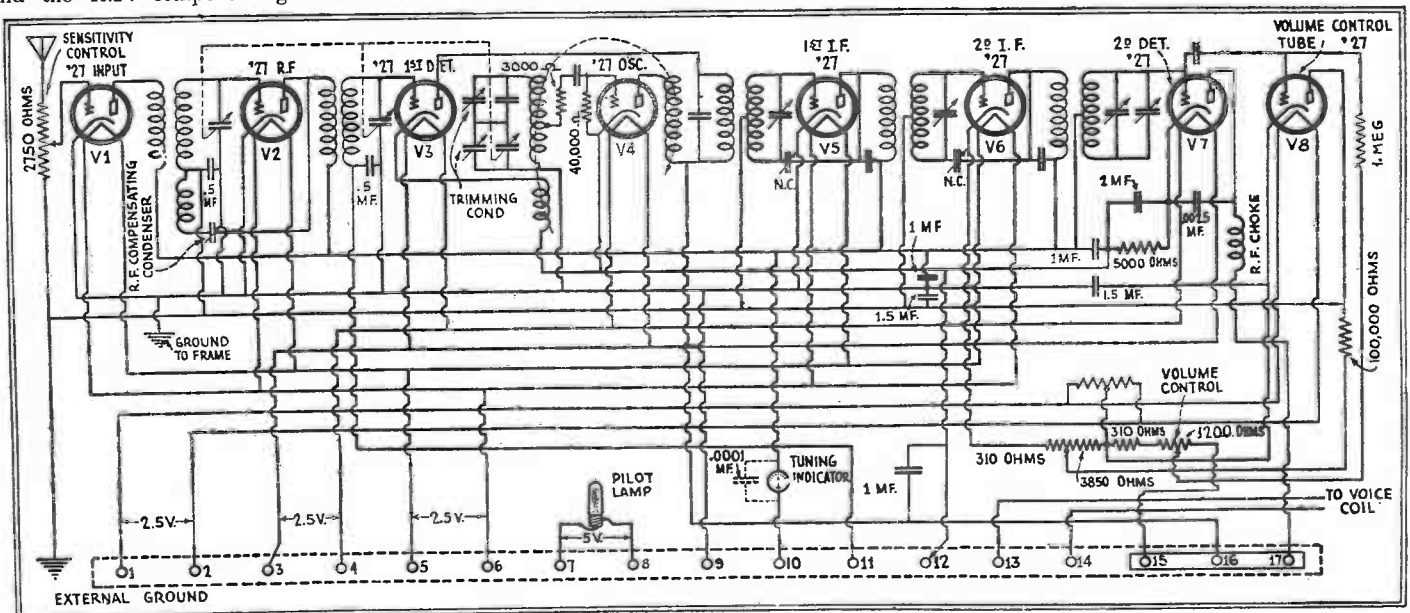 SENSITIVITY
CONTROL
'27 INPUT
'27 R.F
'27 1ST DET.
3000
'27 OSC.
1ST I.F.
'27
2º I.F.
'27
2º DET.
'27
VOLUME CONTROL
TUBE, '27
2750 OHMS
V1
V2
V3
V4
V5
V6
V7
V8
40,000
1. MEG
.5
MF
.5
MF.
TRIMMING
COND
N.C.
N.C.
2 MF.
.0025
MF.
R.F. COMPENSATING
CONDENSER
R.F. CHOKE
1 MF
1 MF.
5000 OHMS
1.5 MF.
1.5 MF.
GROUND
TO FRAME
100,000 OHMS
VOLUME
CONTROL
310 OHMS
1200 OHMS
310 OHMS
3850 OHMS
.0001
MF.
TUNING
INDICATOR
1 MF.
PILOT
LAMP
TO VOICE
COIL
2.5V.
2.5V.
2.5V.
5V.
1
2
3
4
5
6
7
8
9
10
11
12
13
14
15
16
17
EXTERNAL GROUND